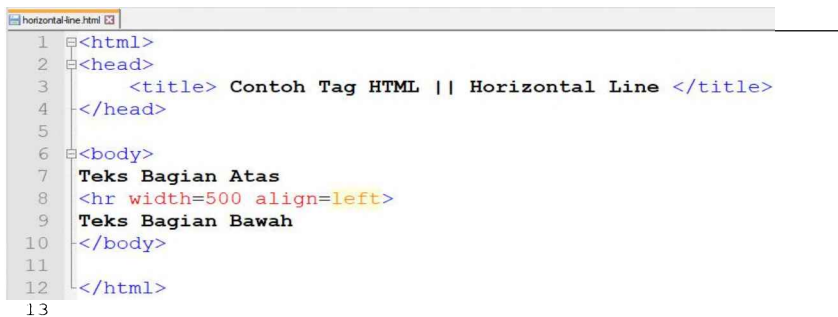 horizontal-line.html
1 <html>
2 <head>
3 <title> Contoh Tag HTML || Horizontal Line </title>
4 </head>
5
6 <body>
7 Teks Bagian Atas
8 <hr width=500 align=left>
9 Teks Bagian Bawah
10 </body>
11
12 </html>
13